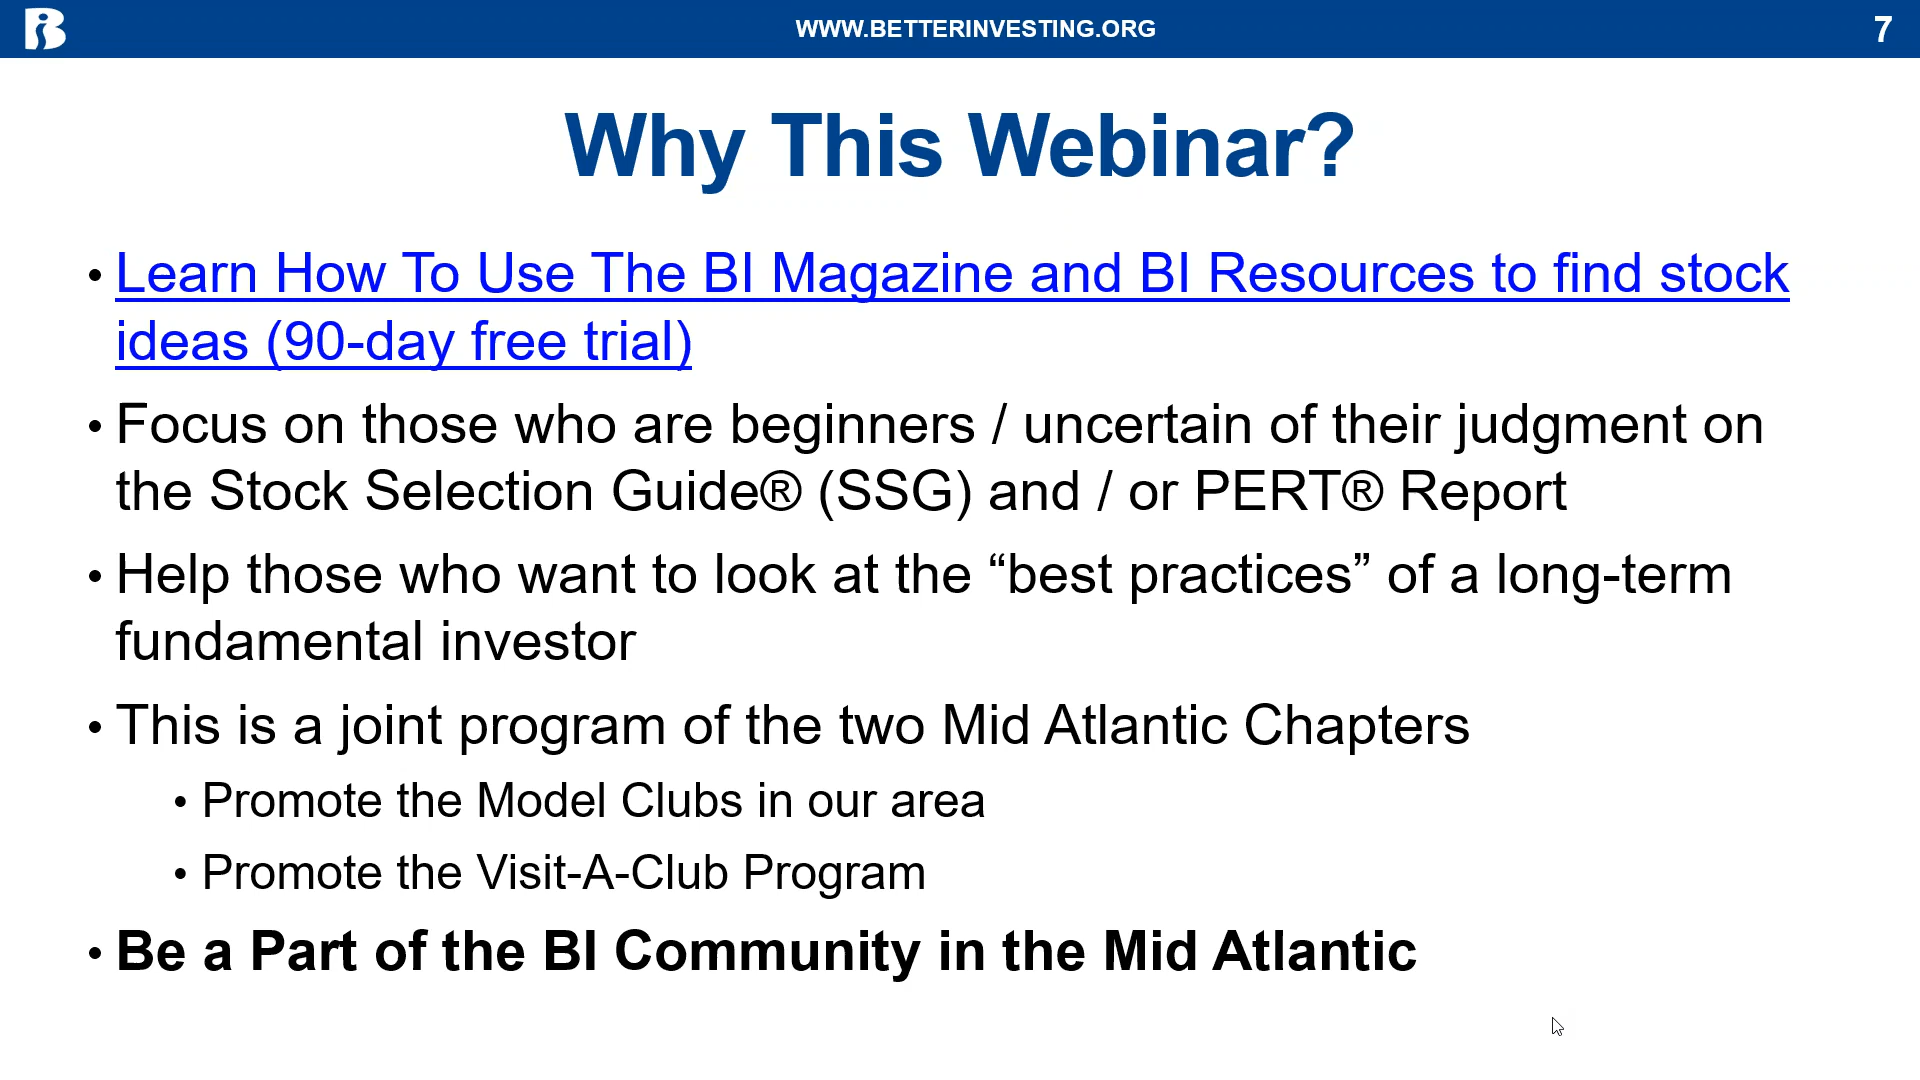 WWW.BETTERINVESTING.ORG
7
Why This Webinar?
• Learn How To Use The BI Magazine and BI Resources to find stock
ideas (90-day free trial)
• Focus on those who are beginners / uncertain of their judgment on
the Stock Selection Guide® (SSG) and / or PERT® Report
• Help those who want to look at the “best practices” of a long-term
fundamental investor
• This is a joint program of the two Mid Atlantic Chapters
• Promote the Model Clubs in our area
• Promote the Visit-A-Club Program
• Be a Part of the BI Community in the Mid Atlantic